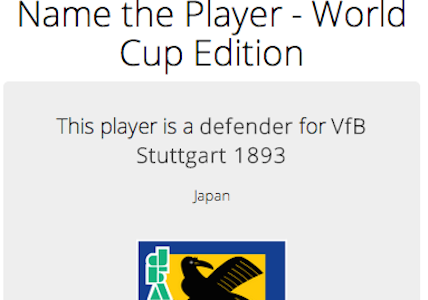 Name the Player - World
Cup Edition
This player is a defender for VfB
Stuttgart 1893
Japan